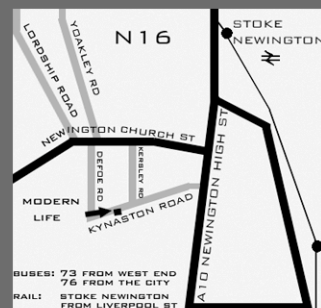 STOKE
NEWINGTON
N16
YOAKLEY RD
LORDSHIP ROAD
NEWINGTON CHURCH ST
DEFOE RD
KERSLEY RD
MODERN
LIFE
KYNASTON ROAD
A10 NEWINGTON HIGH ST
BUSES: 73 FROM WEST END
76 FROM THE CITY
RAIL: STOKE NEWINGTON
FROM LIVERPOOL ST